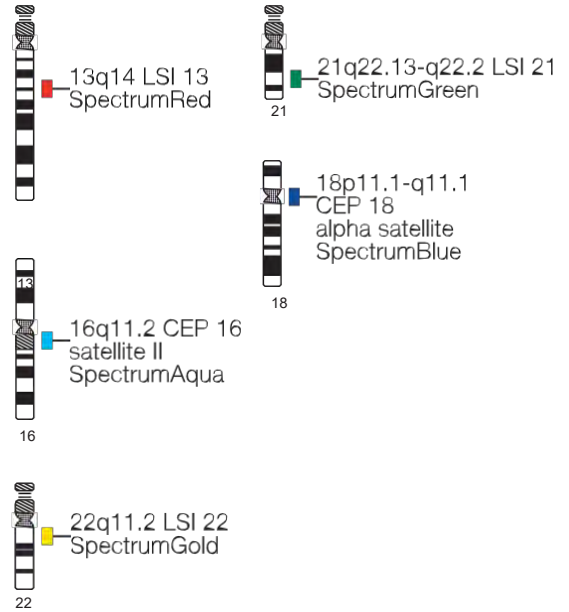 13q14 LSI 13
SpectrumRed
21q22.13-q22.2 LSI 21
SpectrumGreen
21
18p11.1-q11.1
CEP 18
alpha satellite
SpectrumBlue
18
13
16q11.2 CEP 16
satellite II
SpectrumAqua
16
22q11.2 LSI 22
SpectrumGold
22